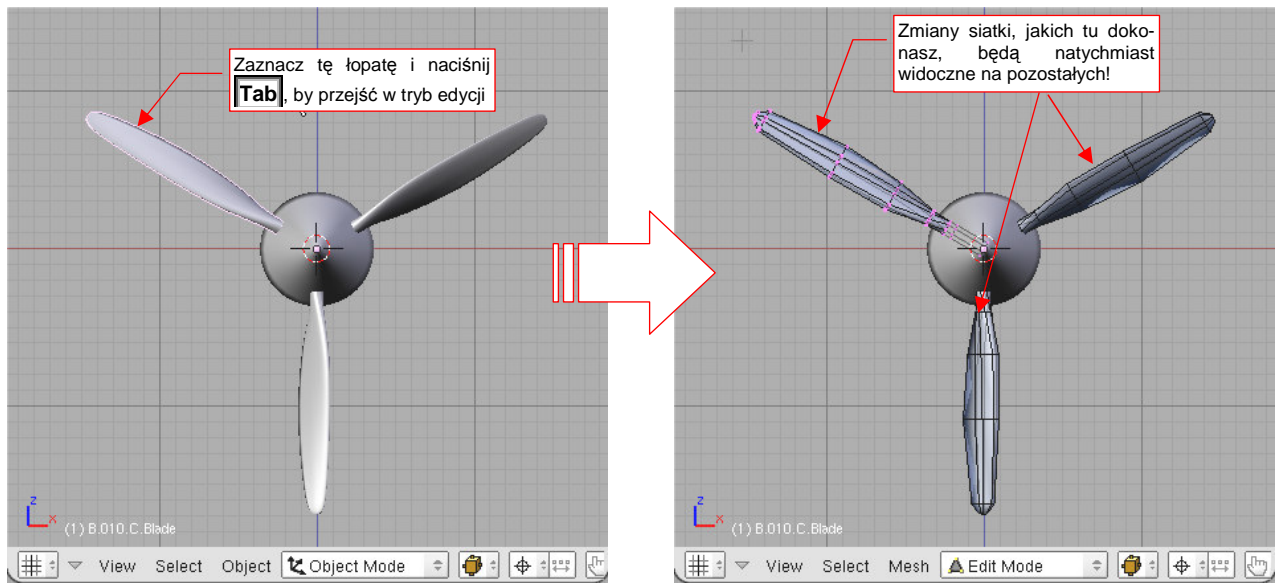 Zaznacz tę łopatę i naciśnij
Tab, by przejść w tryb edycji
z
x
(1) B.010.C.Blade
View Select Object Object Mode
Zmiany siatki, jakich tu doko-
nasz, będą natychmiast
widoczne na pozostałych!
z
x
(1) B.010.C.Blade
View Select Mesh Edit Mode